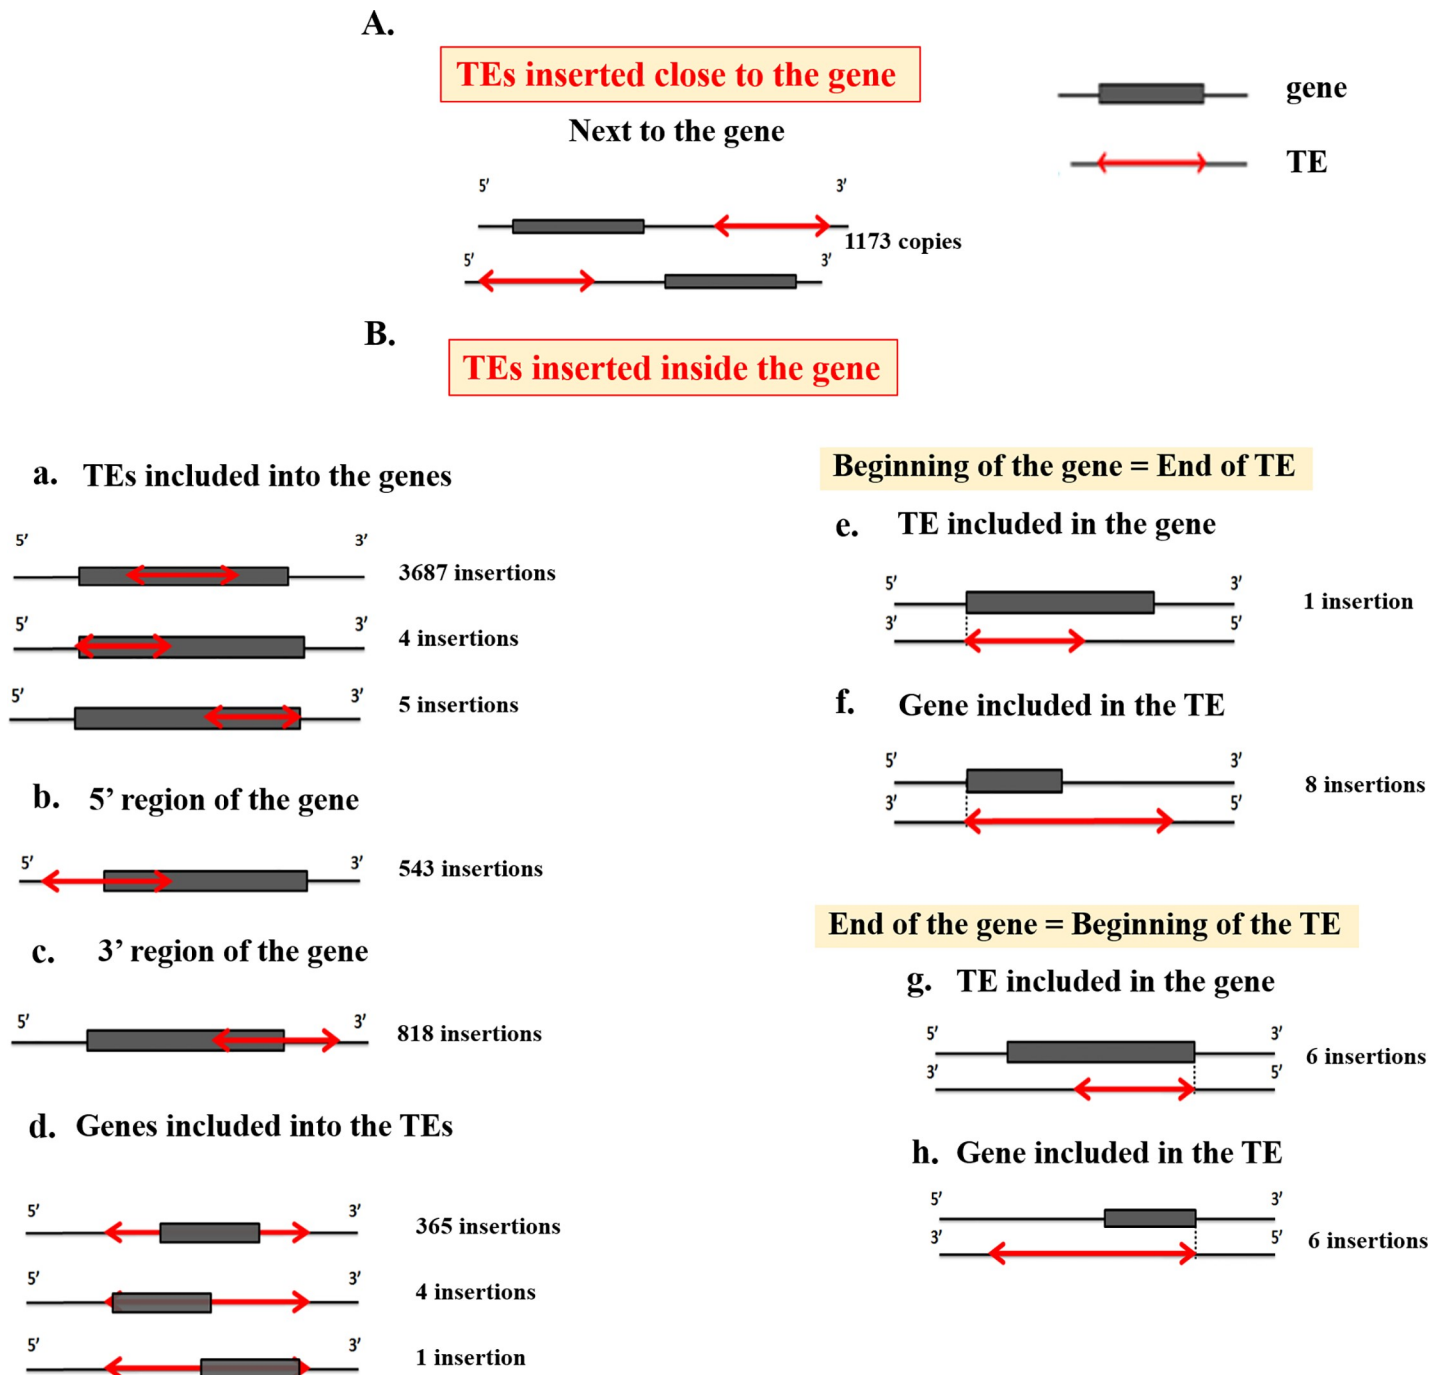 A.
TEs inserted close to the gene
Next to the gene
gene
TE
5′ 3′
1173 copies
5′ 3′
B.
TEs inserted inside the gene
a. TEs included into the genes
5′ 3′
3687 insertions
5′ 3′
4 insertions
5′ 3′
5 insertions
b. 5’ region of the gene
5′ 3′
543 insertions
c. 3’ region of the gene
5′ 3′
818 insertions
d. Genes included into the TEs
5′ 3′
365 insertions
5′ 3′
4 insertions
5′ 3′
1 insertion
Beginning of the gene = End of TE
e. TE included in the gene
5′ 3′
1 insertion
3′ 5′
f. Gene included in the TE
5′ 3′
8 insertions
3′ 5′
End of the gene = Beginning of the TE
g. TE included in the gene
5′ 3′
6 insertions
3′ 5′
h. Gene included in the TE
5′ 3′
3′ 5′
6 insertions